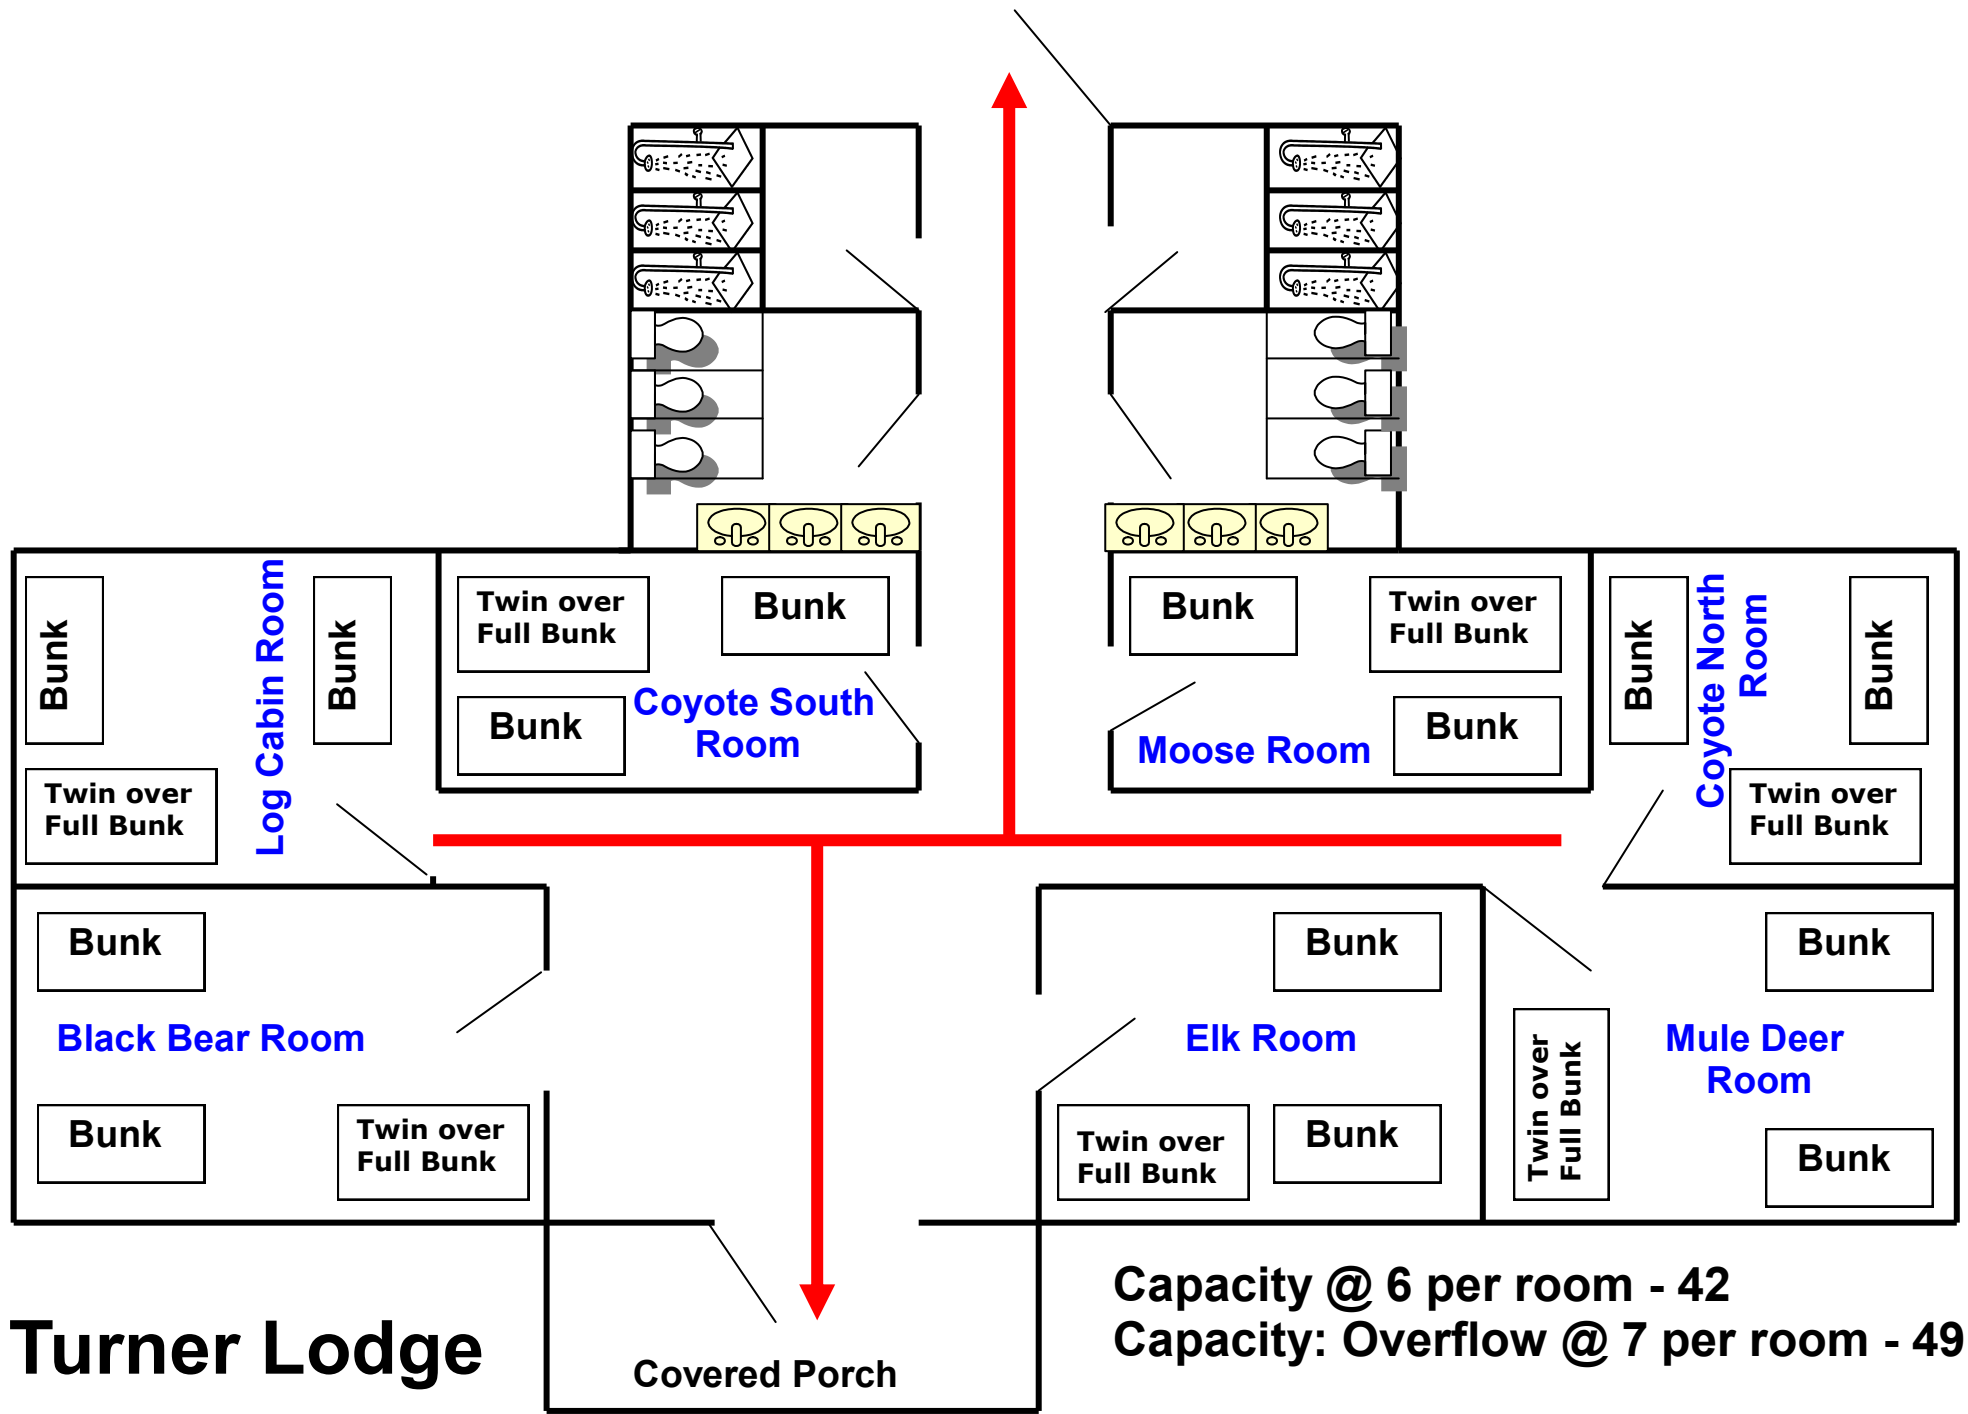 Bunk
Log Cabin Room
Bunk
Twin over
Full Bunk
Twin over
Full Bunk
Bunk
Bunk
Coyote South
Room
Bunk
Twin over
Full Bunk
Moose Room
Bunk
Bunk
Coyote North
Room
Bunk
Twin over
Full Bunk
Bunk
Black Bear Room
Bunk
Twin over
Full Bunk
Bunk
Elk Room
Twin over
Full Bunk
Bunk
Bunk
Twin over
Full Bunk
Mule Deer
Room
Bunk
Turner Lodge
Covered Porch
Capacity @ 6 per room - 42
Capacity: Overflow @ 7 per room - 49